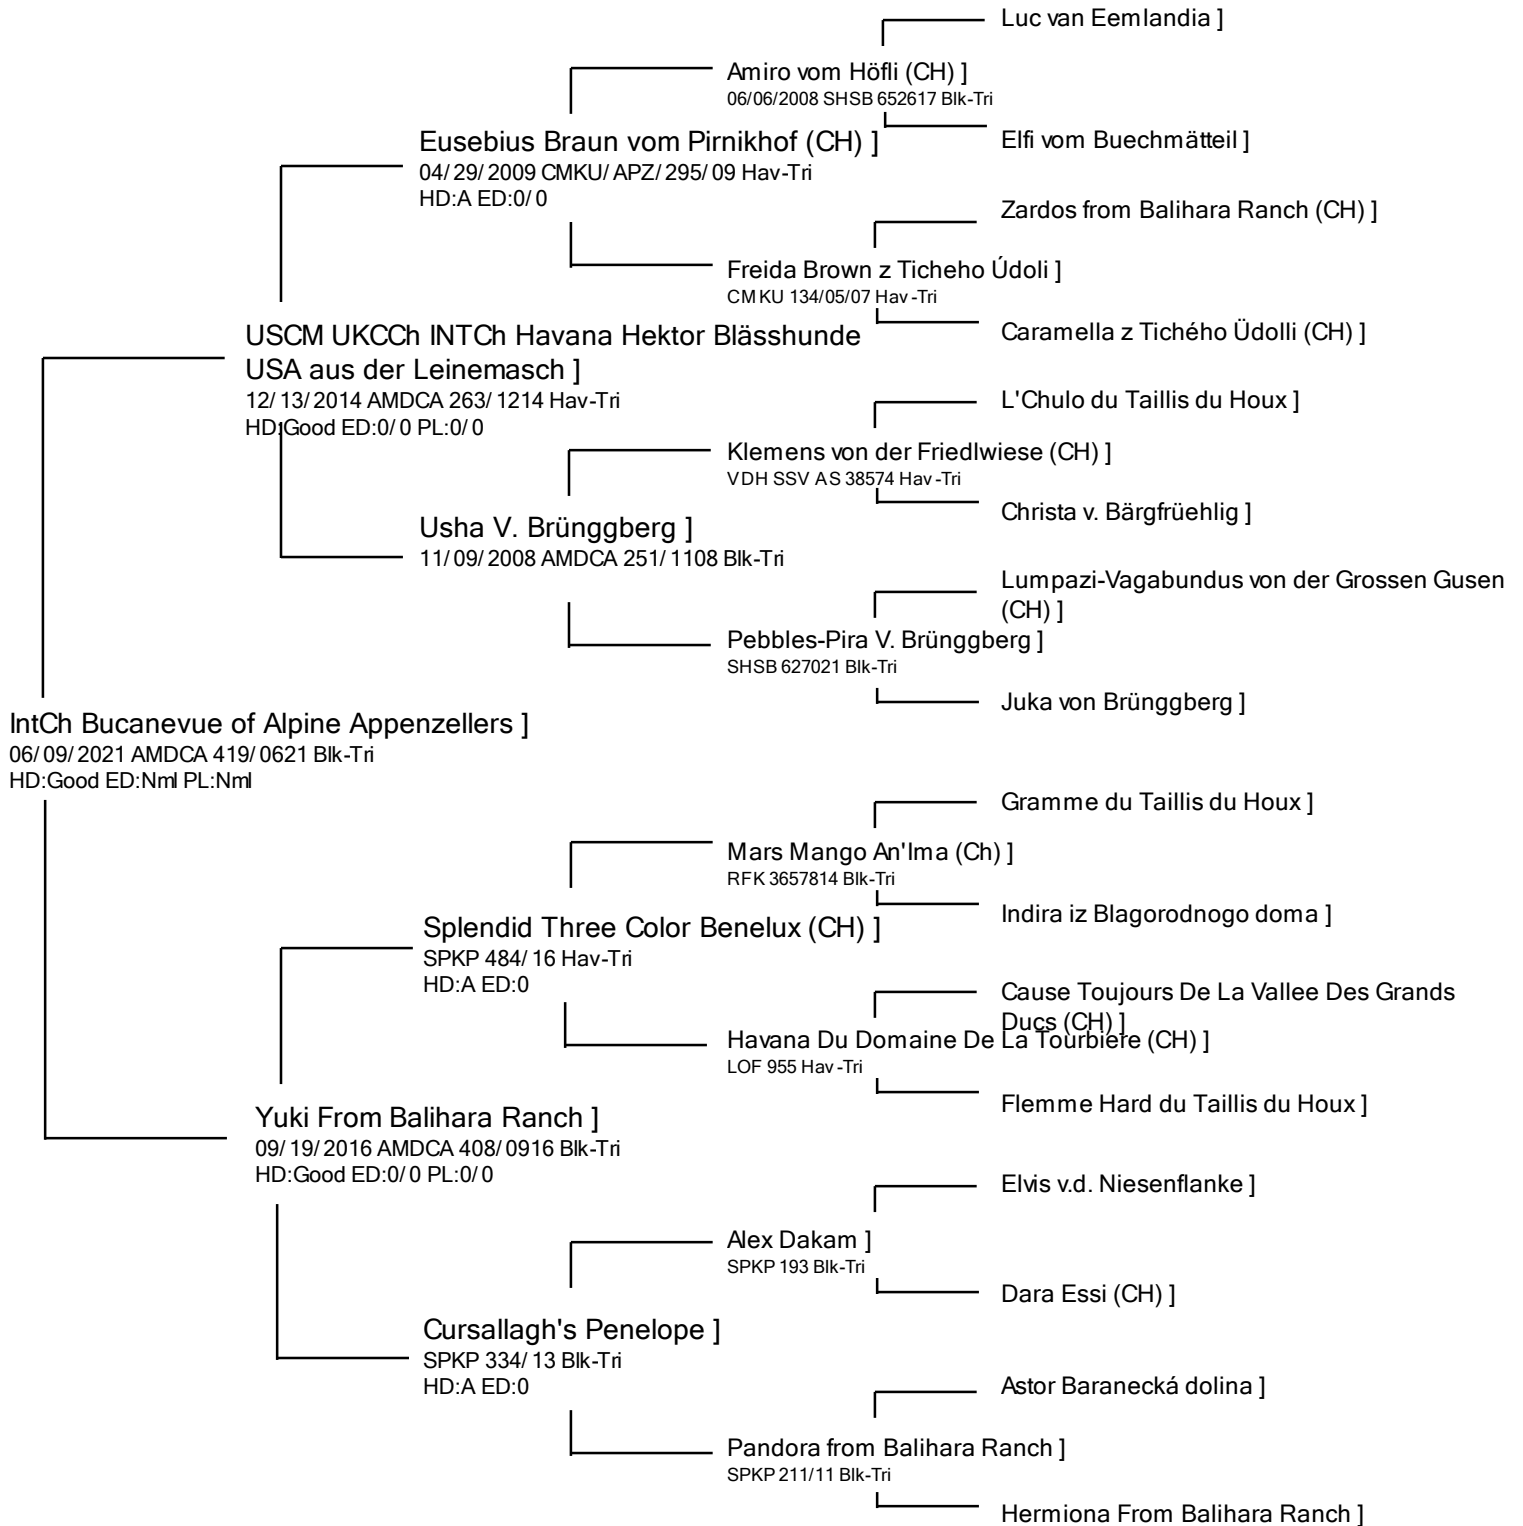 Luc van Eemlandia ]
Amiro vom Höfli (CH) ]
06/06/2008 SHSB 652617 Blk-Tri
Elfi vom Buechmätteil ]
Eusebius Braun vom Pirnikhof (CH) ]
04/29/2009 CMKU/APZ/295/09 Hav-Tri
HD:A ED:0/0
Zardos from Balihara Ranch (CH) ]
Freida Brown z Ticheho Údoli ]
CMKU 134/05/07 Hav-Tri
Caramella z Tichého Üdolli (CH) ]
USCM UKCCh INTCh Havana Hektor Blässhunde
USA aus der Leinemasch ]
12/13/2014 AMDCA 263/1214 Hav-Tri
HD:Good ED:0/0 PL:0/0
L'Chulo du Taillis du Houx ]
Klemens von der Friedlwiese (CH) ]
VDH SSV AS 38574 Hav-Tri
Christa v. Bärgfrüehlig ]
Usha V. Brünggberg ]
11/09/2008 AMDCA 251/1108 Blk-Tri
Lumpazi-Vagabundus von der Grossen Gusen
(CH) ]
Pebbles-Pira V. Brünggberg ]
SHSB 627021 Blk-Tri
Juka von Brünggberg ]
IntCh Bucanevue of Alpine Appenzellers ]
06/09/2021 AMDCA 419/0621 Blk-Tri
HD:Good ED:Nml PL:Nml
Gramme du Taillis du Houx ]
Mars Mango An'Ima (Ch) ]
RFK 3657814 Blk-Tri
Indira iz Blagorodnogo doma ]
Splendid Three Color Benelux (CH) ]
SPKP 484/16 Hav-Tri
HD:A ED:0
Cause Toujours De La Vallee Des Grands
Ducs (CH) ]
Havana Du Domaine De La Tourbiere (CH) ]
LOF 955 Hav-Tri
Flemme Hard du Taillis du Houx ]
Yuki From Balihara Ranch ]
09/19/2016 AMDCA 408/0916 Blk-Tri
HD:Good ED:0/0 PL:0/0
Elvis v.d. Niesenflanke ]
Alex Dakam ]
SPKP 193 Blk-Tri
Dara Essi (CH) ]
Cursallagh's Penelope ]
SPKP 334/13 Blk-Tri
HD:A ED:0
Astor Baranecká dolina ]
Pandora from Balihara Ranch ]
SPKP 211/11 Blk-Tri
Hermiona From Balihara Ranch ]